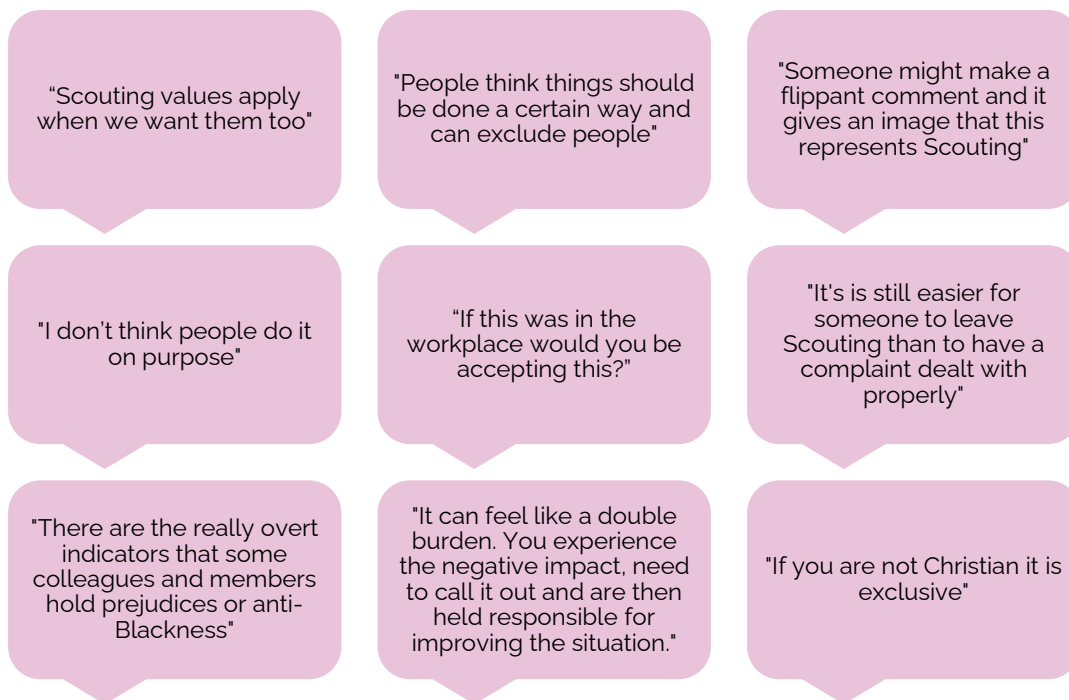 “Scouting values apply
when we want them too"
"People think things should
be done a certain way and
can exclude people"
"Someone might make a
flippant comment and it
gives an image that this
represents Scouting"
"I don’t think people do it
on purpose"
“If this was in the
workplace would you be
accepting this?”
"It's is still easier for
someone to leave
Scouting than to have a
complaint dealt with
properly"
"There are the really overt
indicators that some
colleagues and members
hold prejudices or anti-
Blackness"
"It can feel like a double
burden. You experience
the negative impact, need
to call it out and are then
held responsible for
improving the situation."
"If you are not Christian it is
exclusive"